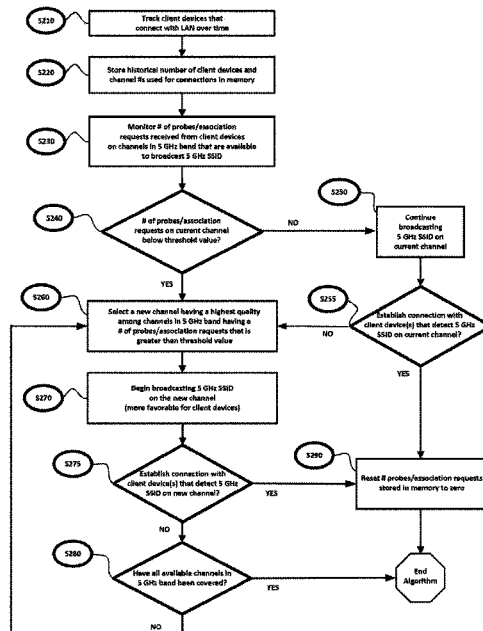 S210
Track client devices that
connect with LAN over time
S220
Store historical number of client devices and
channel #s used for connections in memory
S230
Monitor # of probes/association
requests received from client devices
on channels in 5 GHz band that are available
to broadcast 5 GHz SSID
S240
# of probes/association
requests on current channel
below threshold value?
NO
YES
S250
Continue
broadcasting
5 GHz SSID on
current channel
S255
Establish connection with
client device(s) that detect 5 GHz
SSID on current channel?
NO
YES
S260
Select a new channel having a highest quality
among channels in 5 GHz band having a
# of probes/association requests that is
greater than threshold value
S270
Begin broadcasting 5 GHz SSID
on the new channel
(more favorable for client devices)
S275
Establish connection with
client device(s) that detect 5 GHz
SSID on new channel?
YES
NO
S290
Reset # probes/association requests
stored in memory to zero
S280
Have all available channels in
5 GHz band been covered?
YES
NO
End
Algorithm